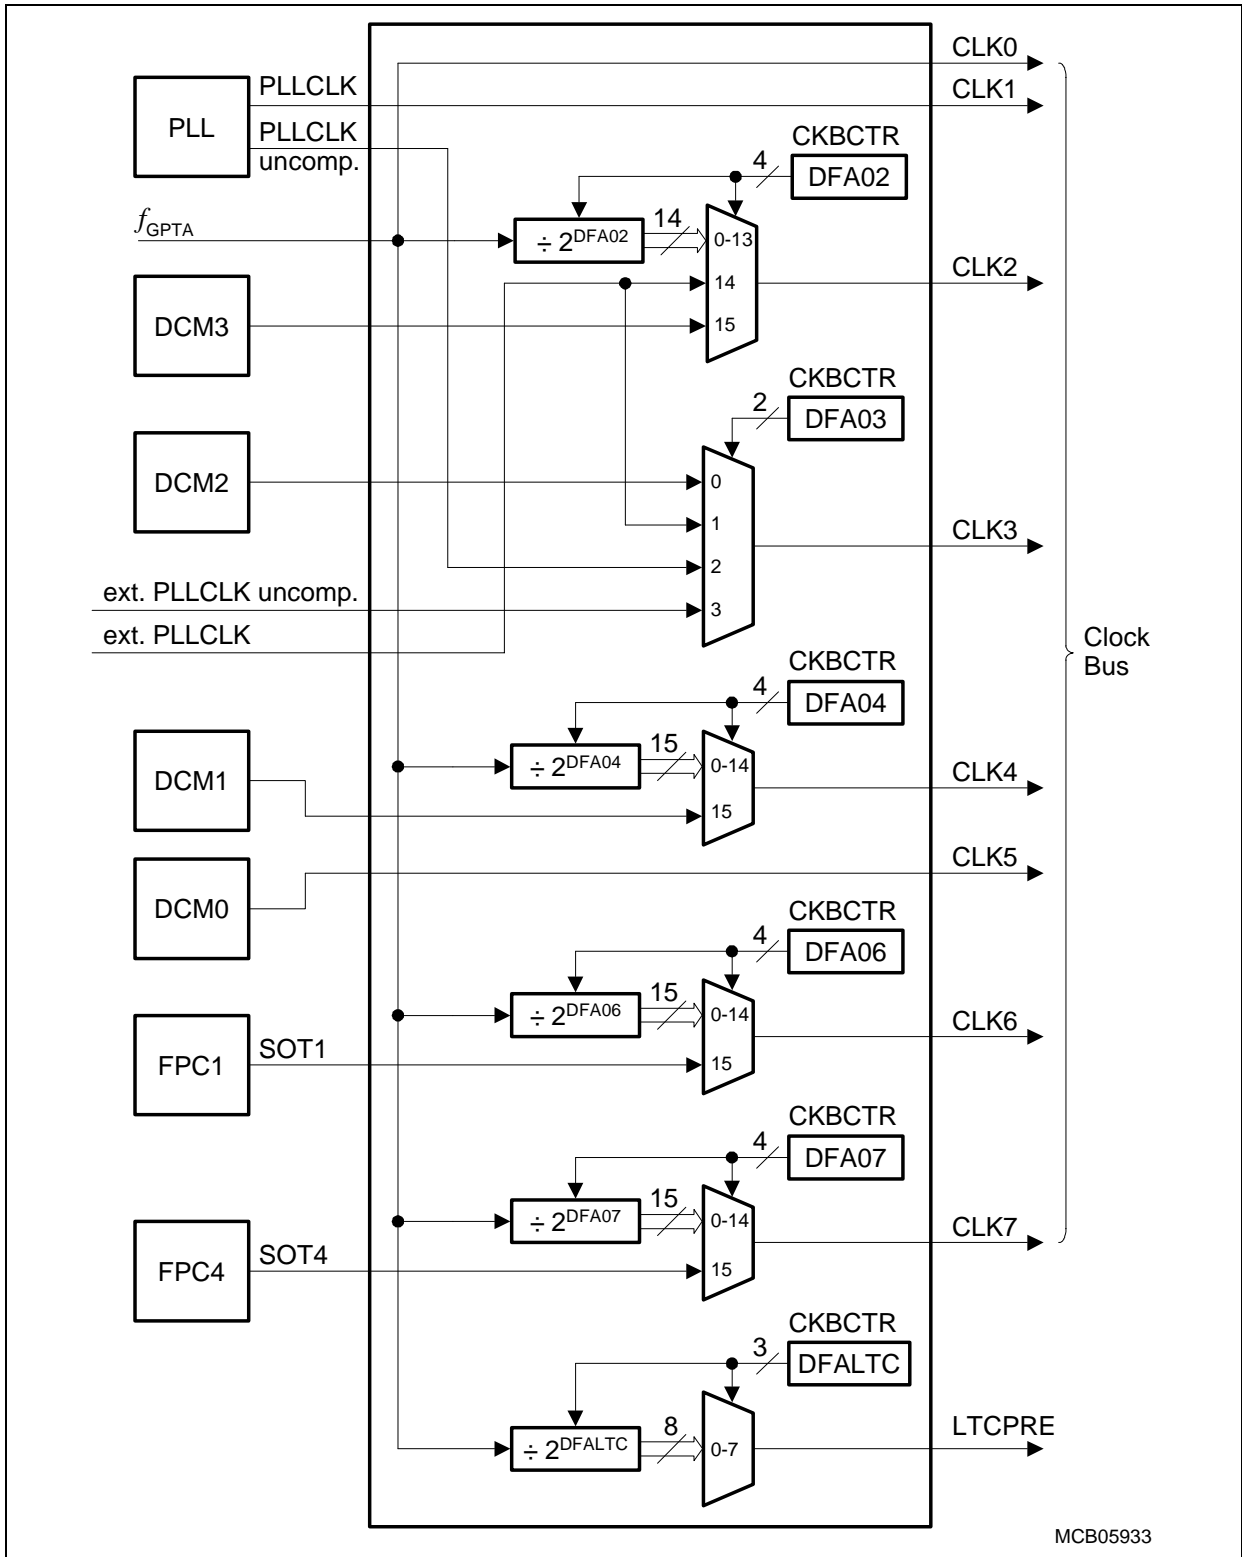 CLK0
PLLCLK
CLK1
PLL
PLLCLK
uncomp.
CKBCTR
4
DFA02
fGPTA
÷ 2DFA02
14
0-13
CLK2
14
DCM3
15
CKBCTR
2
DFA03
DCM2
0
1
CLK3
2
ext. PLLCLK uncomp.
3
ext. PLLCLK
Clock
Bus
CKBCTR
4
DFA04
÷ 2DFA04
15
0-14
DCM1
CLK4
15
CLK5
DCM0
CKBCTR
4
DFA06
÷ 2DFA06
15
0-14
CLK6
FPC1
SOT1
15
CKBCTR
4
DFA07
÷ 2DFA07
15
0-14
CLK7
FPC4
SOT4
15
CKBCTR
3
DFALTC
÷ 2DFALTC
8
0-7
LTCPRE
MCB05933